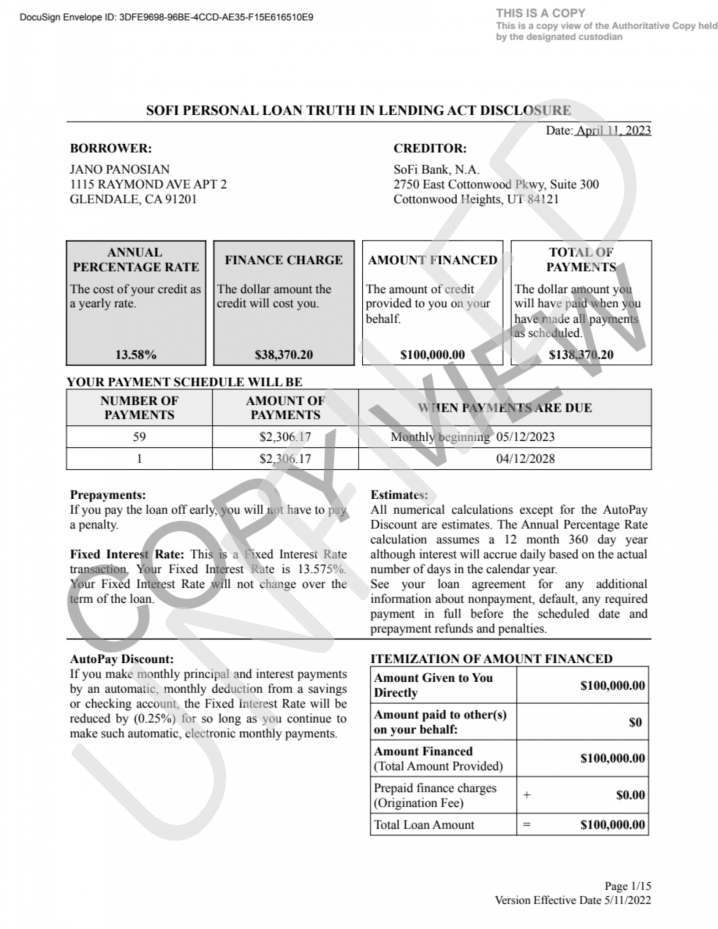 DocuSign Envelope ID: 3DFE9698-96BE-4CCD-AE35-F15E616510E9
THIS IS A COPY
This is a copy view of the Authoritative Copy held
by the designated custodian
SOFI PERSONAL LOAN TRUTH IN LENDING ACT DISCLOSURE
Date: April 11, 2023
BORROWER:
JANO PANOSIAN
1115 RAYMOND AVE APT 2
GLENDALE, CA 91201
CREDITOR:
SoFi Bank, N.A.
2750 East Cottonwood Pkwy, Suite 300
Cottonwood Heights, UT 84121
ANNUAL
PERCENTAGE RATE
The cost of your credit as
a yearly rate.
13.58%
FINANCE CHARGE
The dollar amount the
credit will cost you.
$38,370.20
AMOUNT FINANCED
The amount of credit
provided to you on your
behalf.
$100,000.00
TOTAL OF
PAYMENTS
The dollar amount you
will have paid when you
have made all payments
as scheduled.
$138,370.20
YOUR PAYMENT SCHEDULE WILL BE
NUMBER OF
PAYMENTS
AMOUNT OF
PAYMENTS
WHEN PAYMENTS ARE DUE
59 $2,306.17 Monthly beginning 05/12/2023
1 $2,306.17 04/12/2028
Prepayments:
If you pay the loan off early, you will not have to pay
a penalty.
Fixed Interest Rate: This is a Fixed Interest Rate
transaction. Your Fixed Interest Rate is 13.575%.
Your Fixed Interest Rate will not change over the
term of the loan.
Estimates:
All numerical calculations except for the AutoPay
Discount are estimates. The Annual Percentage Rate
calculation assumes a 12 month 360 day year
although interest will accrue daily based on the actual
number of days in the calendar year.
See your loan agreement for any additional
information about nonpayment, default, any required
payment in full before the scheduled date and
prepayment refunds and penalties.
AutoPay Discount:
If you make monthly principal and interest payments
by an automatic, monthly deduction from a savings
or checking account, the Fixed Interest Rate will be
reduced by (0.25%) for so long as you continue to
make such automatic, electronic monthly payments.
ITEMIZATION OF AMOUNT FINANCED
Amount Given to You
Directly
$100,000.00
Amount paid to other(s)
on your behalf:
$0
Amount Financed
(Total Amount Provided)
$100,000.00
Prepaid finance charges
(Origination Fee)
+ $0.00
Total Loan Amount = $100,000.00
Page 1/15
Version Effective Date 5/11/2022
COPY VIEW
UNFILED